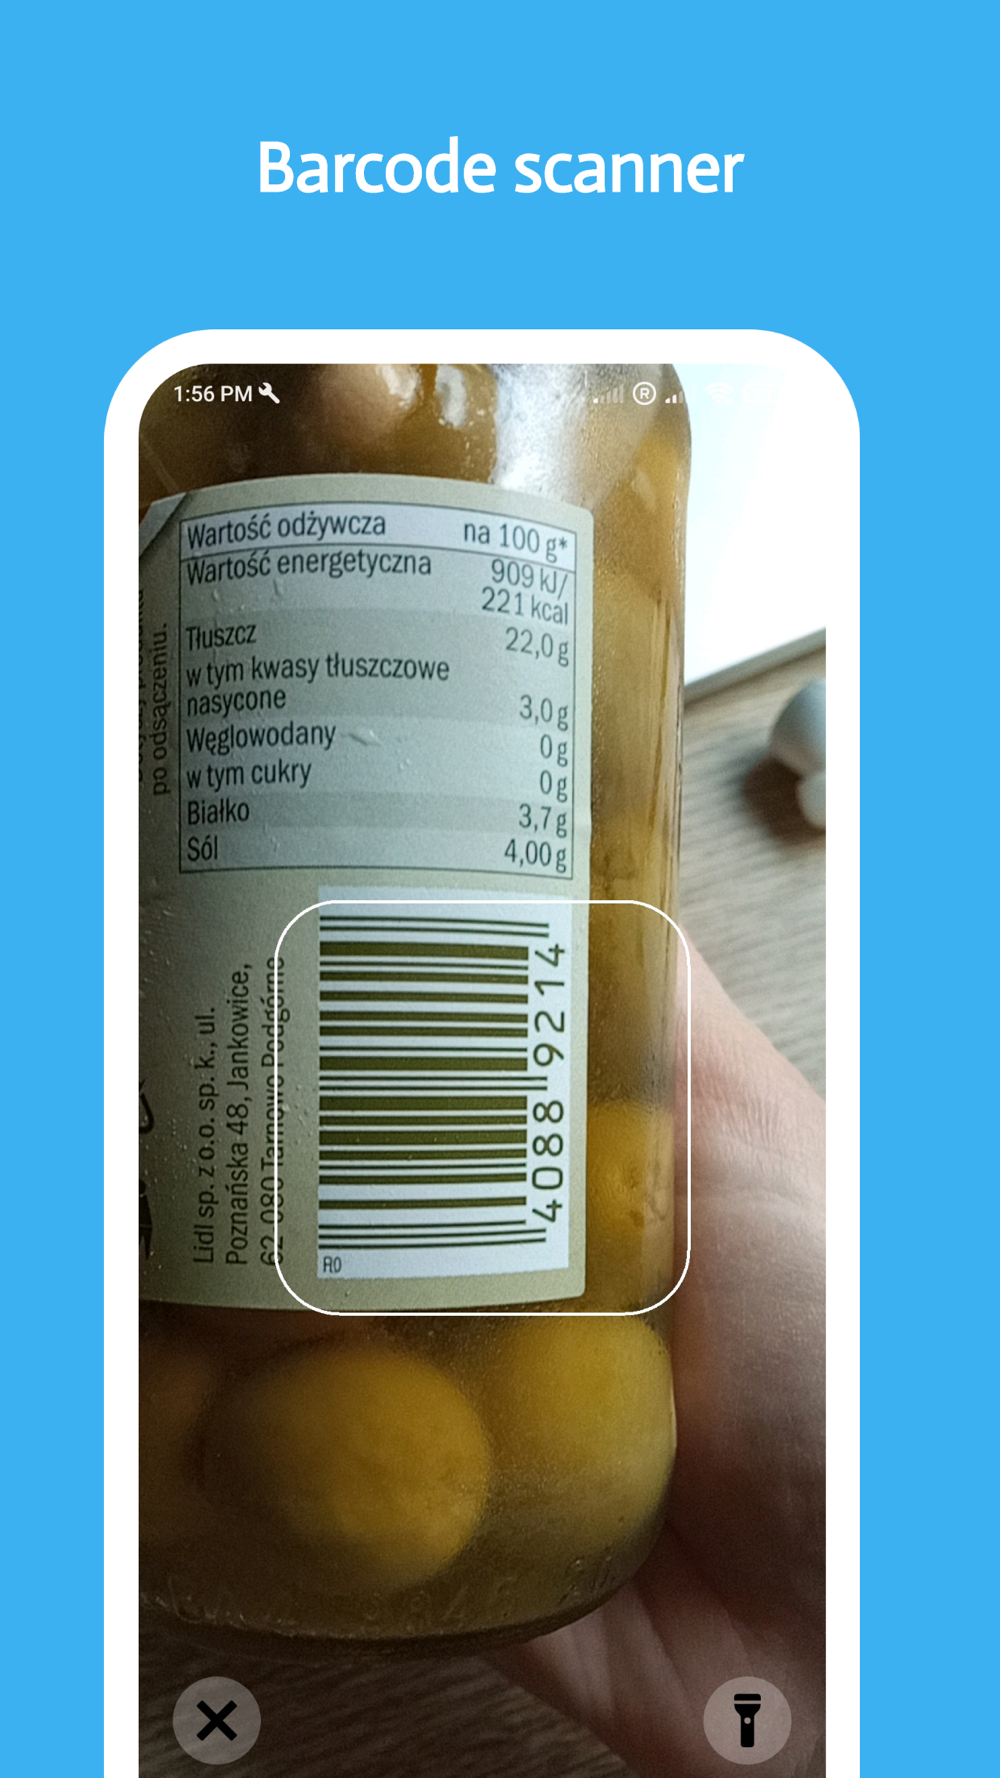 Barcode scanner
1:56 PM
R
Wartość odżywcza na 100 g*
Wartość energetyczna 909 kJ/
221 kcal
Tłuszcz 22,0 g
w tym kwasy tłuszczowe
nasycone 3,0 g
Węglowodany 0 g
w tym cukry 0 g
Białko 3,7 g
Sól 4,00 g
po odsączeniu.
Lidl sp. z o.o. sp. k., ul.
Poznańska 48, Jankowice,
62-080 Tarnowo Podgórne
4088 9214
R0